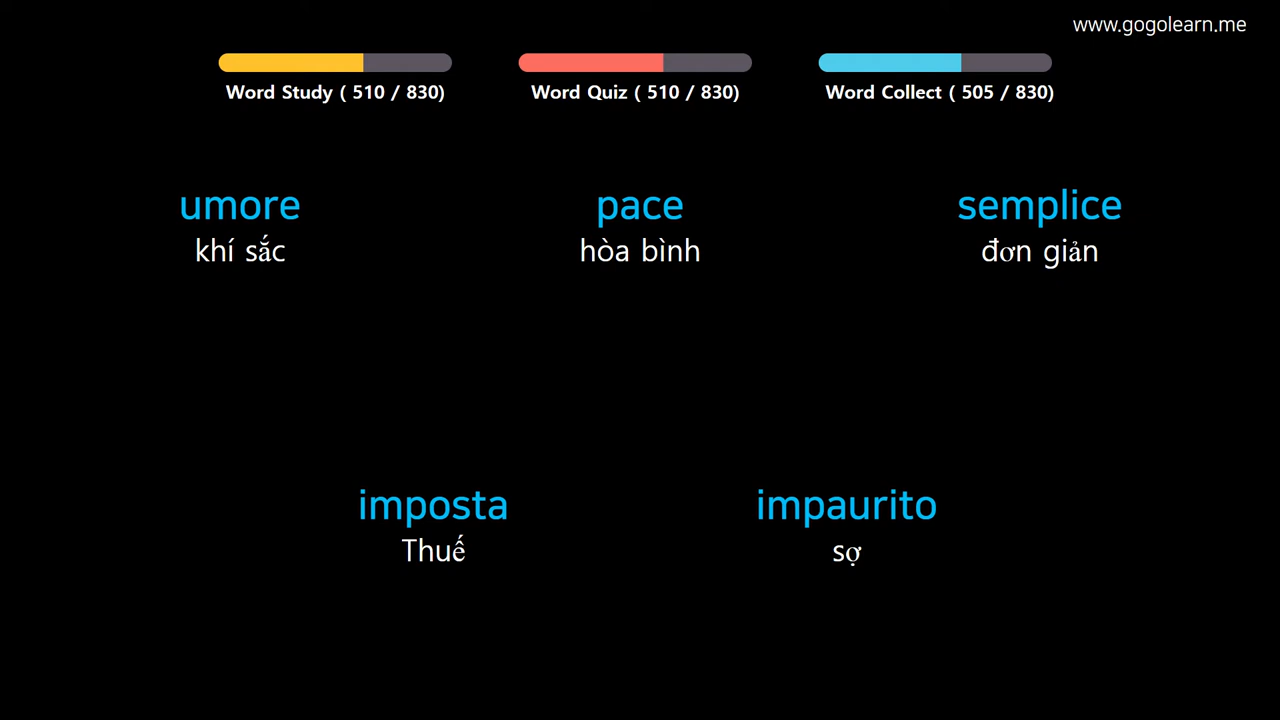 www.gogolearn.me
Word Study ( 510 / 830)
Word Quiz ( 510 / 830)
Word Collect ( 505 / 830)
umore
khí sắc
pace
hòa bình
semplice
đơn giản
imposta
Thuế
impaurito
sợ